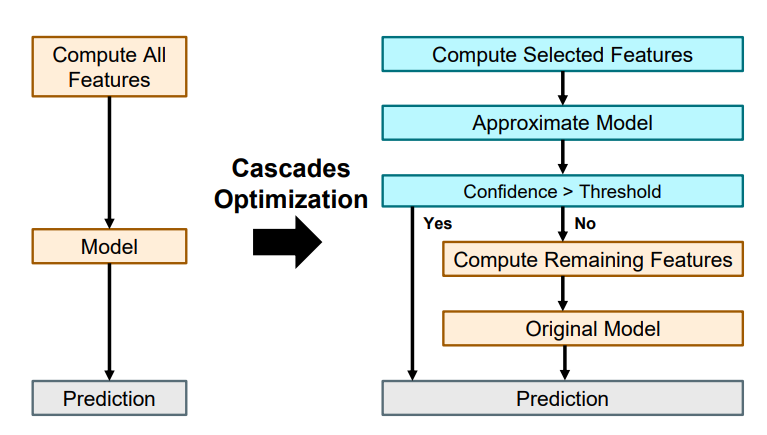 Compute All
Features
Model
Prediction
Cascades
Optimization
Compute Selected Features
Approximate Model
Confidence > Threshold
Yes
No
Compute Remaining Features
Original Model
Prediction